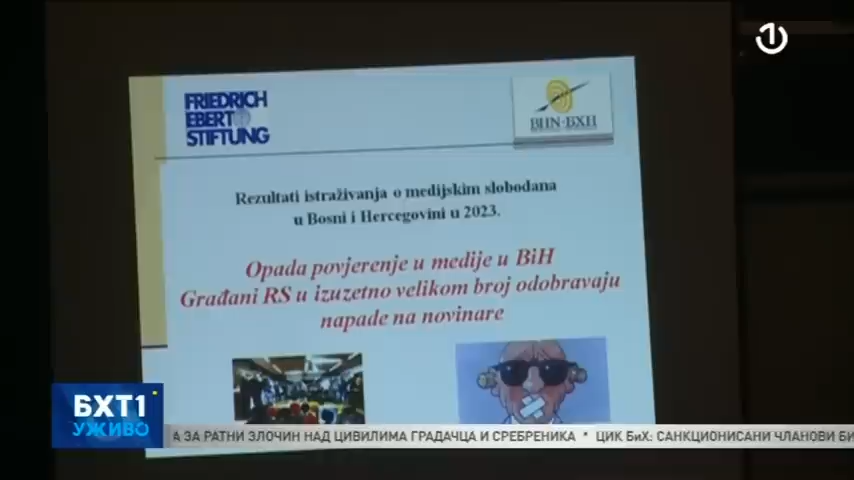 FRIEDRICH
EBERT
STIFTUNG
BHN·БХН
Rezultati istraživanja o medijskim slobodana
u Bosni i Hercegovini u 2023.
Opada povjerenje u medije u BiH
Građani RS u izuzetno velikom broj odobravaju
napade na novinare
БХТ1
УЖИВО
А ЗА РАТНИ ЗЛОЧИН НАД ЦИВИЛИМА ГРАДАЧЦА И СРЕБРЕНИКА * ЦИК БиХ: САНКЦИОНИСАНИ ЧЛАНОВИ БИ